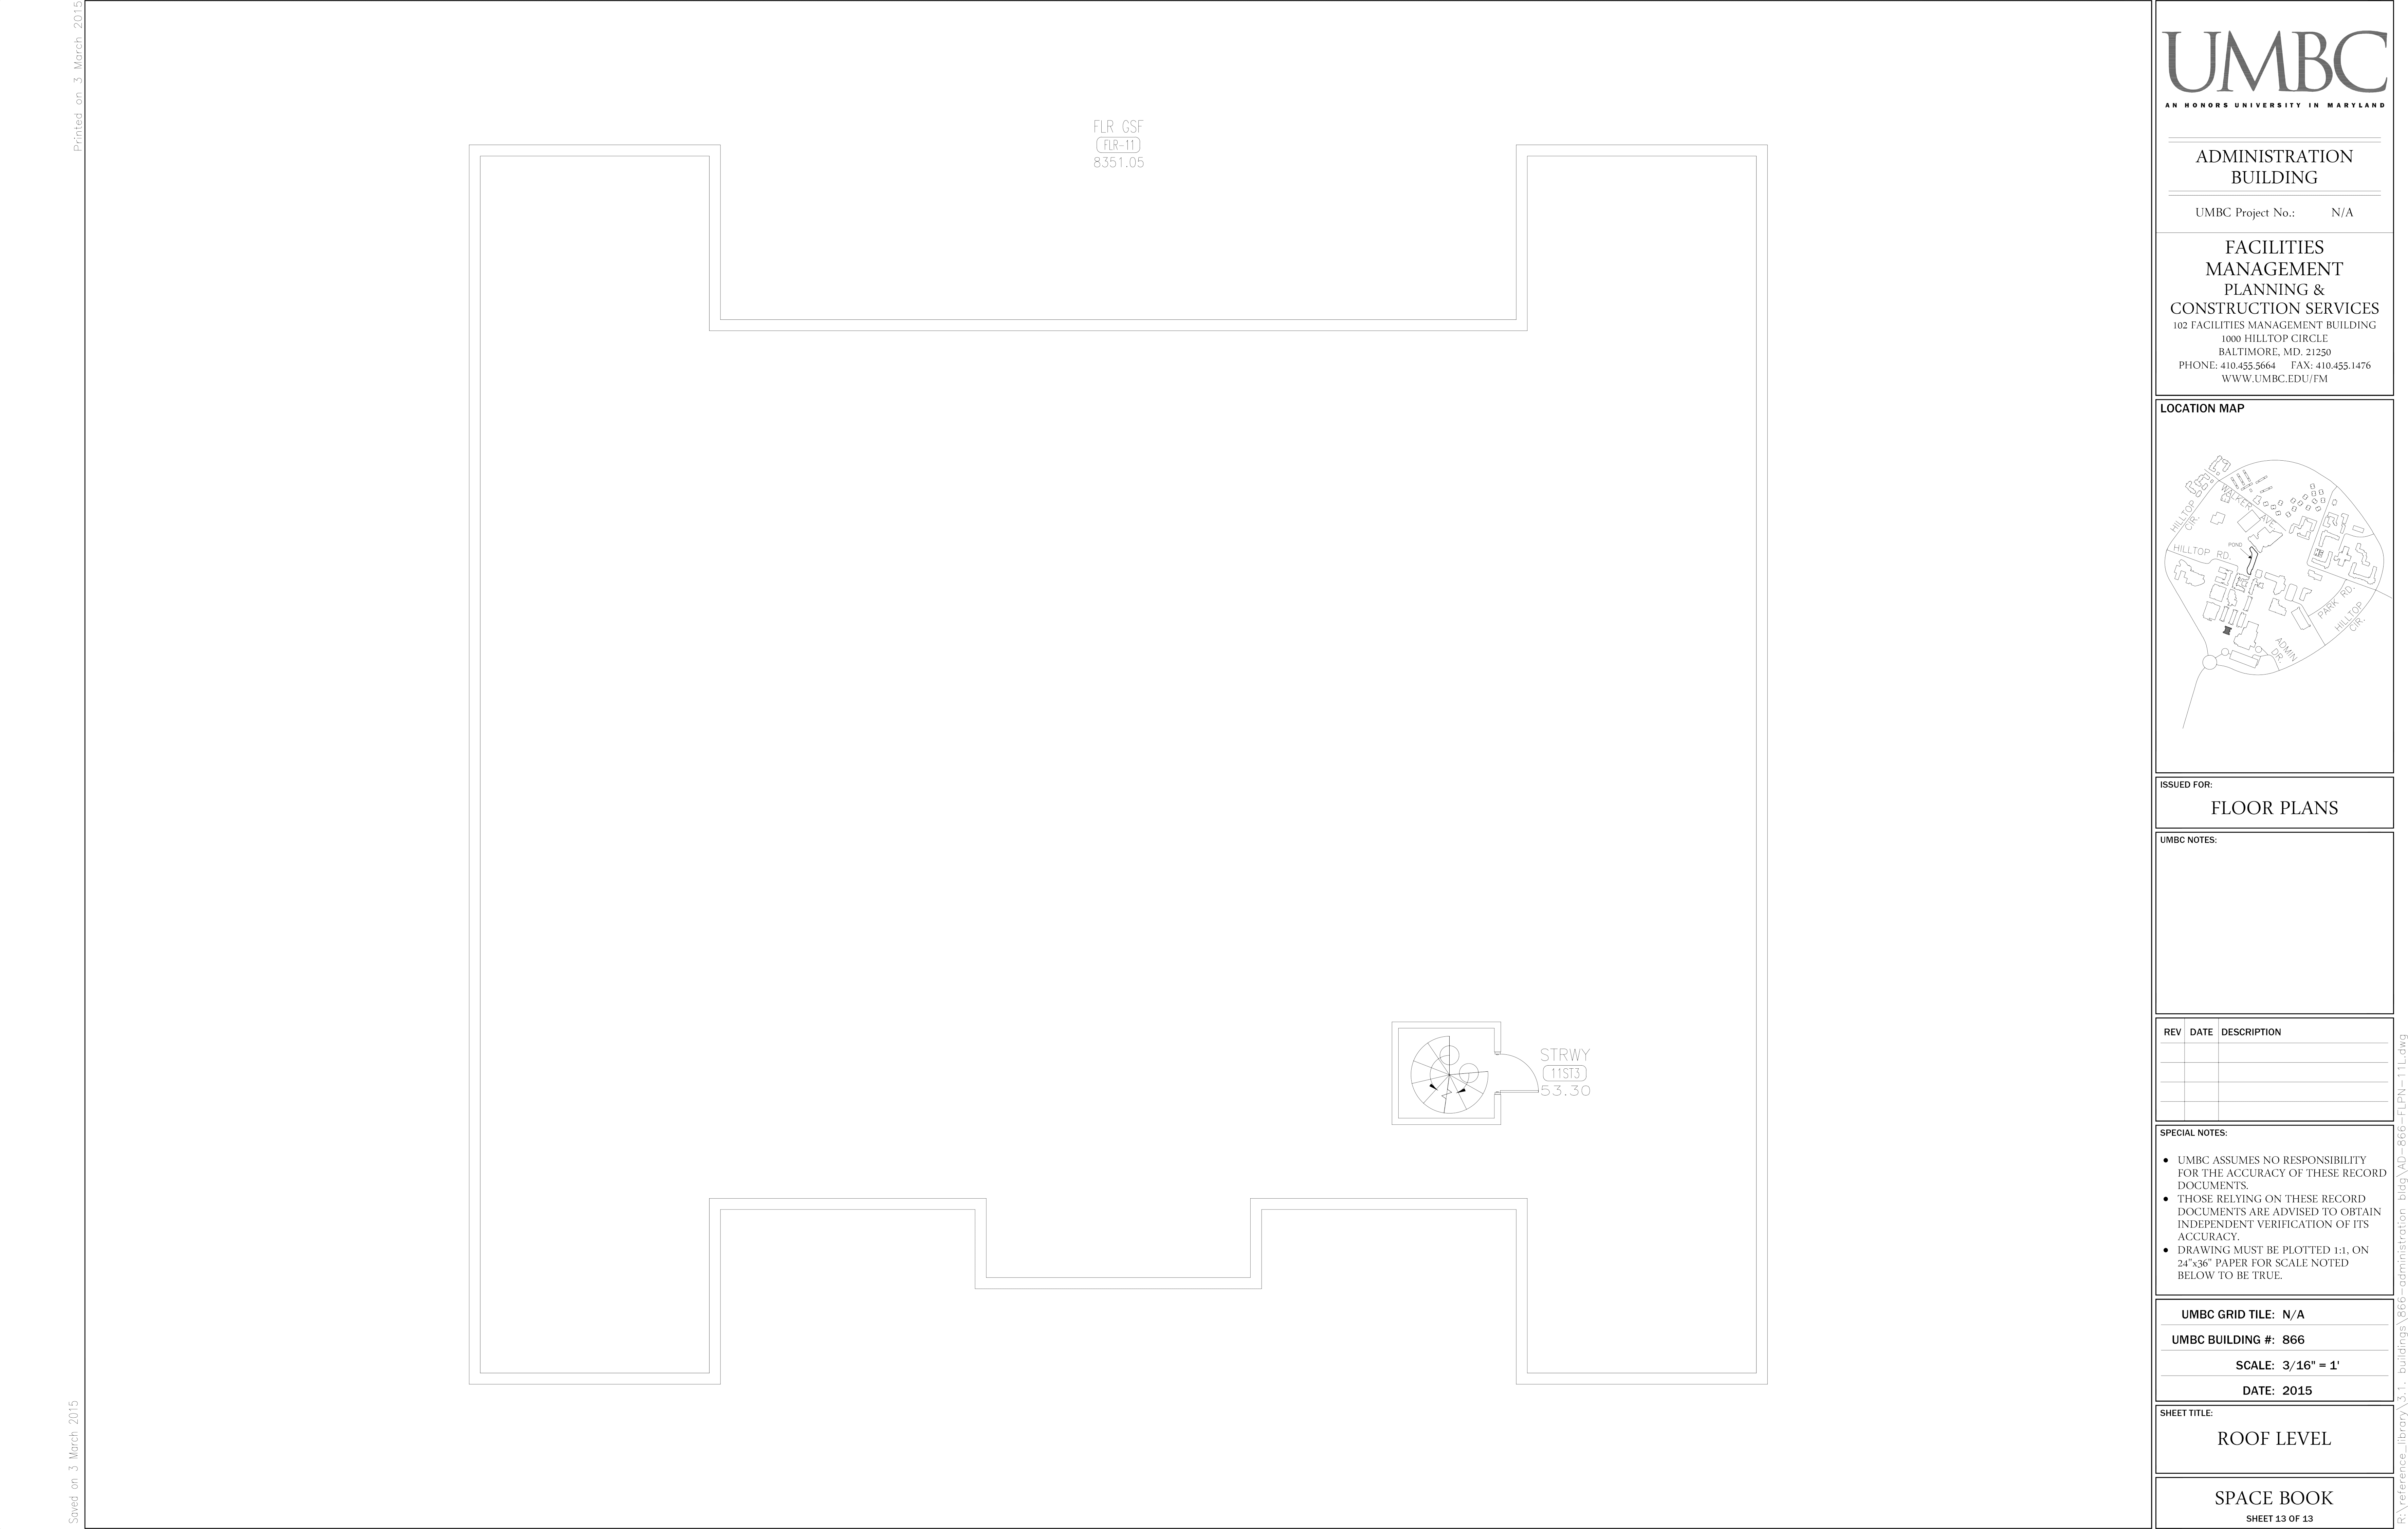 Printed on 3 March 2015
Saved on 3 March 2015
FLR GSF
FLR-11
8351.05
STRWY
11ST3
53.30
UMBC
AN HONORS UNIVERSITY IN MARYLAND
ADMINISTRATION
BUILDING
UMBC Project No.: N/A
FACILITIES
MANAGEMENT
PLANNING &
CONSTRUCTION SERVICES
102 FACILITIES MANAGEMENT BUILDING
1000 HILLTOP CIRCLE
BALTIMORE, MD. 21250
PHONE: 410.455.5664 FAX: 410.455.1476
WWW.UMBC.EDU/FM
LOCATION MAP
WALKER AVE.
HILLTOP
CIR.
POND
HILLTOP RD.
PARK RD.
HILLTOP
CIR.
ADMIN
DR.
ISSUED FOR:
FLOOR PLANS
UMBC NOTES:
REV DATE DESCRIPTION
SPECIAL NOTES:
● UMBC ASSUMES NO RESPONSIBILITY
FOR THE ACCURACY OF THESE RECORD
DOCUMENTS.
● THOSE RELYING ON THESE RECORD
DOCUMENTS ARE ADVISED TO OBTAIN
INDEPENDENT VERIFICATION OF ITS
ACCURACY.
● DRAWING MUST BE PLOTTED 1:1, ON
24"x36" PAPER FOR SCALE NOTED
BELOW TO BE TRUE.
UMBC GRID TILE: N/A
UMBC BUILDING #: 866
SCALE: 3/16" = 1'
DATE: 2015
SHEET TITLE:
ROOF LEVEL
SPACE BOOK
SHEET 13 OF 13
R:\reference_library\3.1. buildings\866-administration bldg\AD-866-FLPN-11L.dwg